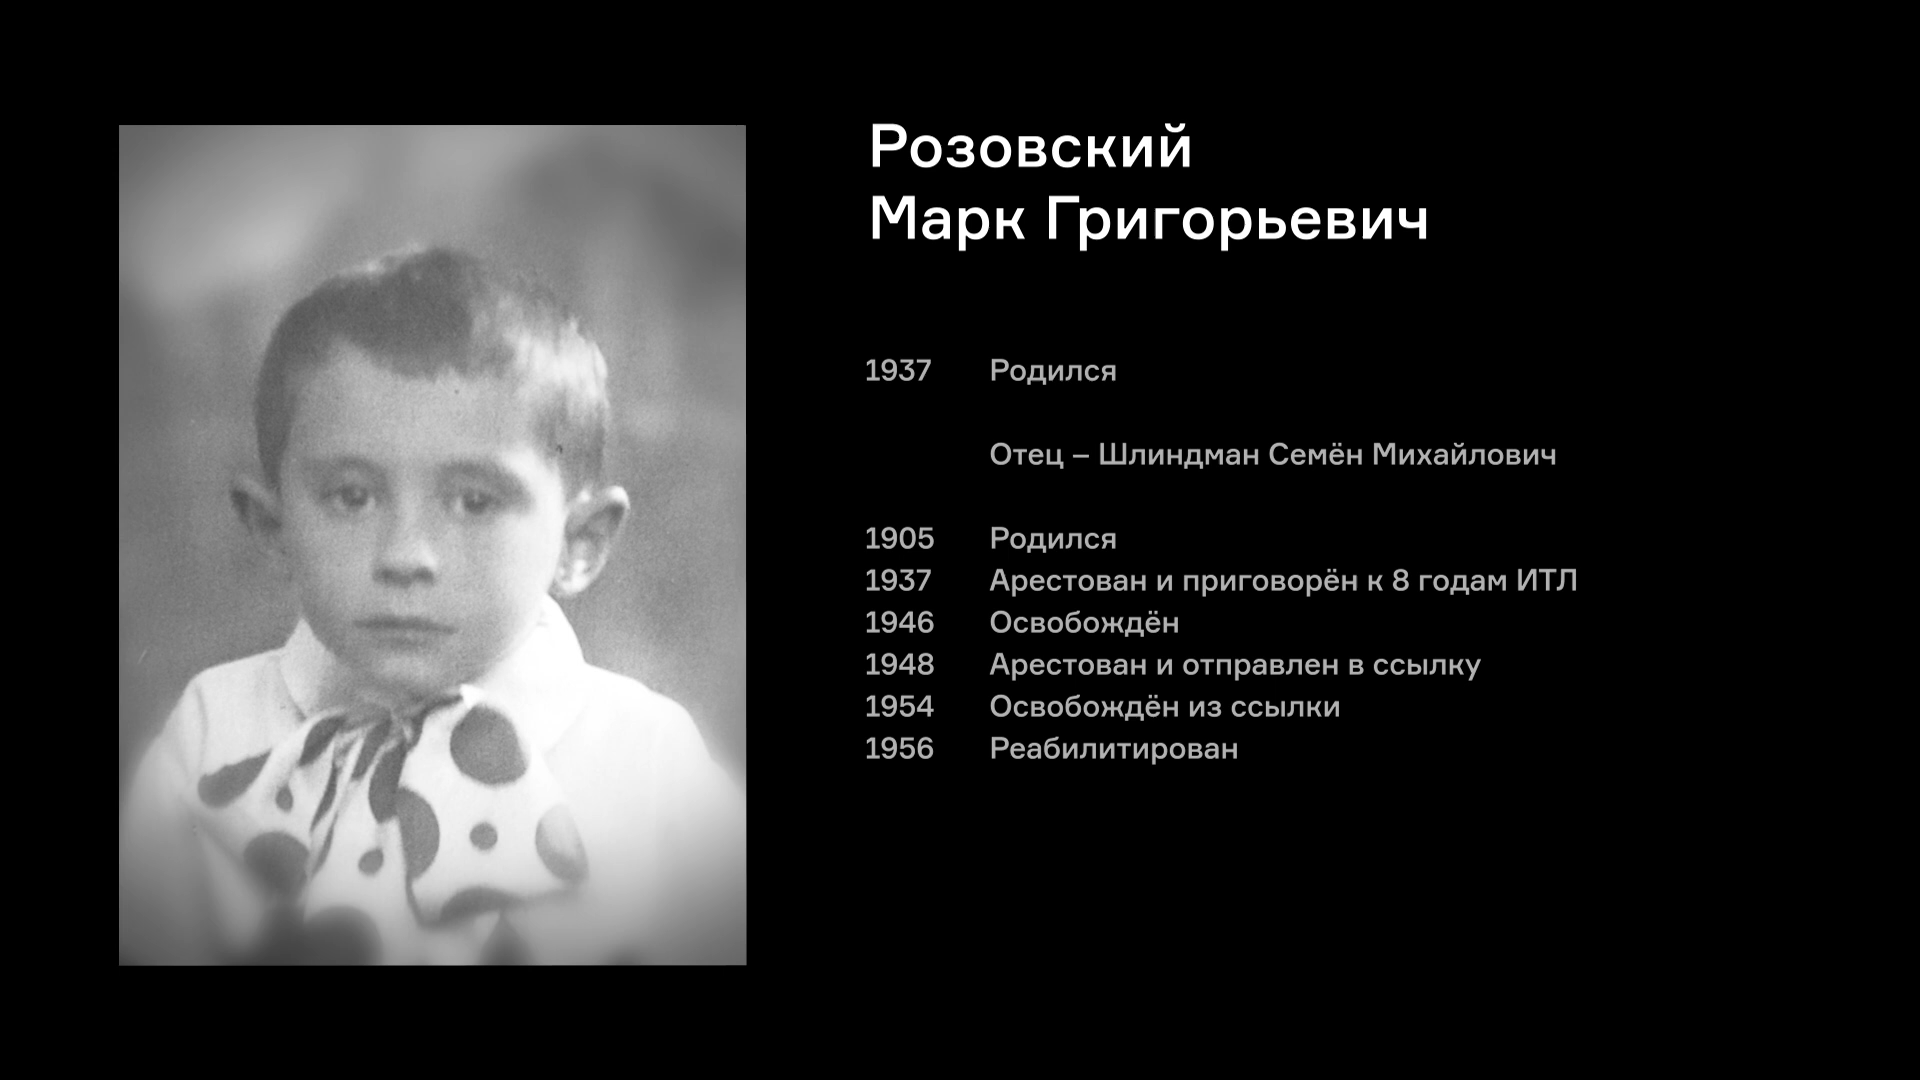 Розовский
Марк Григорьевич
1937 Родился
Отец – Шлиндман Семён Михайлович
1905 Родился
1937 Арестован и приговорён к 8 годам ИТЛ
1946 Освобождён
1948 Арестован и отправлен в ссылку
1954 Освобождён из ссылки
1956 Реабилитирован